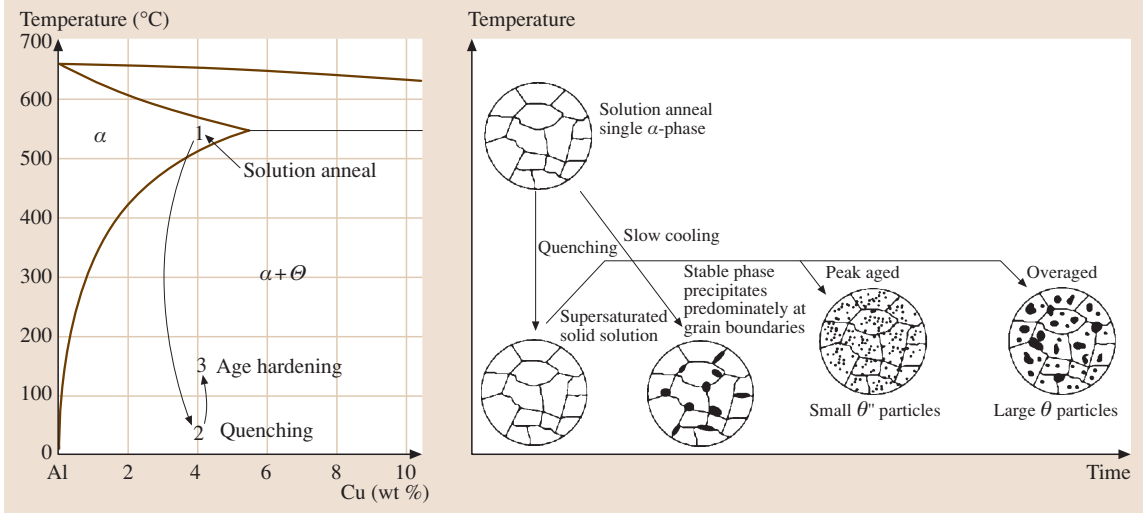 Temperature (°C)
700
600
500
400
300
200
100
0
Al
2
4
6
8
10
Cu (wt %)
α
1
Solution anneal
α+Θ
3 Age hardening
2 Quenching
Temperature
Solution anneal
single α-phase
Quenching
Slow cooling
Supersaturated
solid solution
Stable phase
precipitates
predominately at
grain boundaries
Peak aged
Small θ" particles
Overaged
Large θ particles
Time